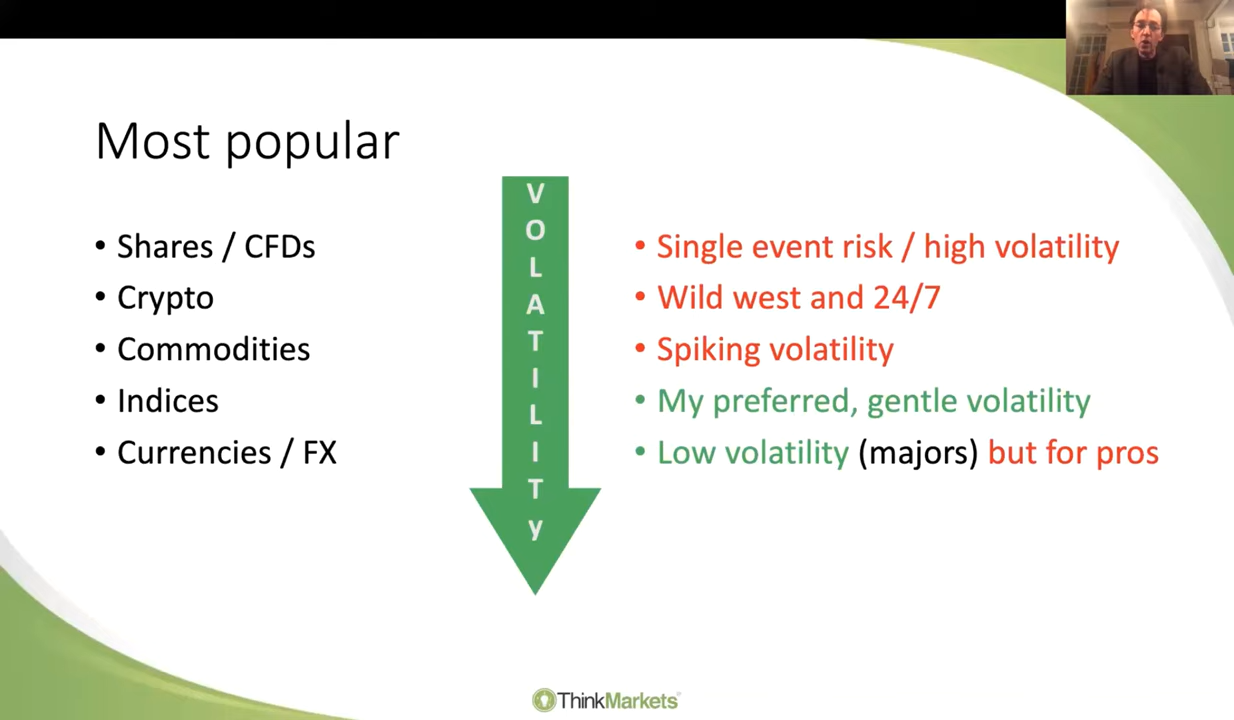 Most popular
• Shares / CFDs
• Crypto
• Commodities
• Indices
• Currencies / FX
V
O
L
A
T
I
L
I
T
y
• Single event risk / high volatility
• Wild west and 24/7
• Spiking volatility
• My preferred, gentle volatility
• Low volatility (majors) but for pros
ThinkMarkets